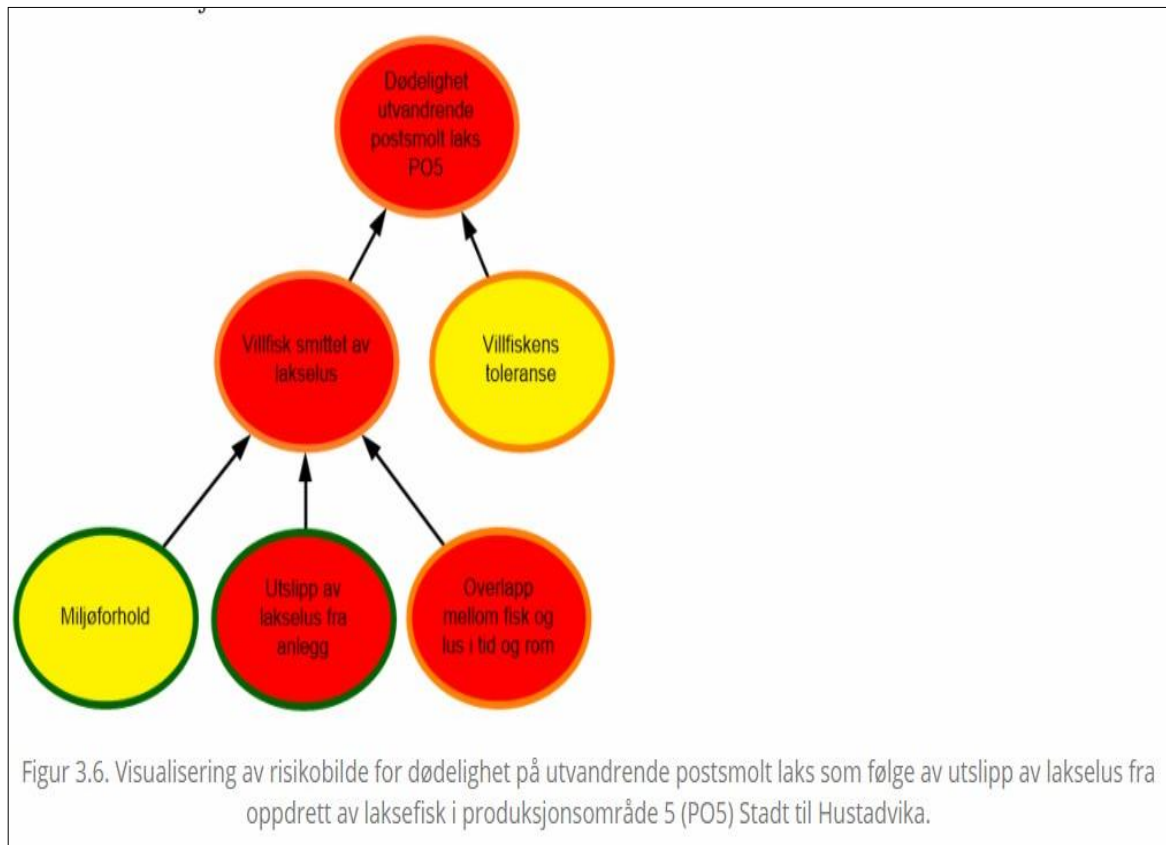 Dødelighet
utvandrende
postsmolt laks
PO5
Villfisk smittet av
lakselus
Villfiskens
toleranse
Miljøforhold
Utslipp av
lakselus fra
anlegg
Overlapp
mellom fisk og
lus i tid og rom
Figur 3.6. Visualisering av risikobilde for dødelighet på utvandrende postsmolt laks som følge av utslipp av lakselus fra
oppdrett av laksefisk i produksjonsområde 5 (PO5) Stadt til Hustadvika.